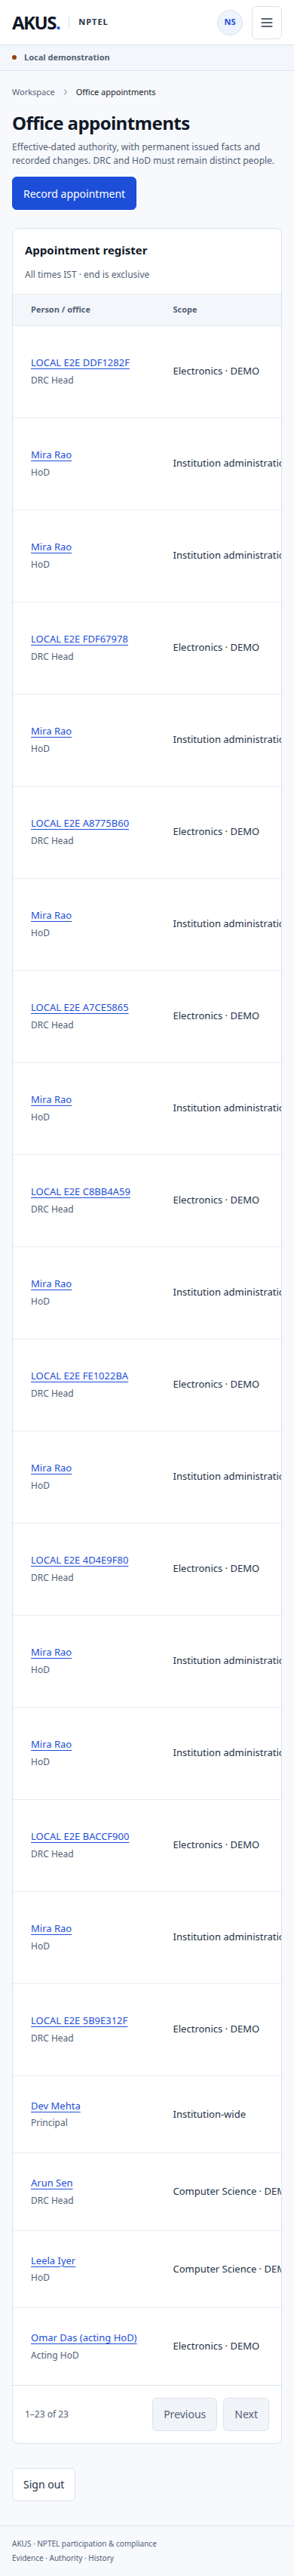 AKUS. NPTEL NS
Local demonstration
Workspace > Office appointments
Office appointments
Effective-dated authority, with permanent issued facts and
recorded changes. DRC and HoD must remain distinct people.
Record appointment
Appointment register
All times IST · end is exclusive
Person / office Scope
LOCAL E2E DDF1282F
DRC Head
Electronics · DEMO
Mira Rao
HoD
Institution administratio
Mira Rao
HoD
Institution administratio
LOCAL E2E FDF67978
DRC Head
Electronics · DEMO
Mira Rao
HoD
Institution administratio
LOCAL E2E A8775B60
DRC Head
Electronics · DEMO
Mira Rao
HoD
Institution administratio
LOCAL E2E A7CE5865
DRC Head
Electronics · DEMO
Mira Rao
HoD
Institution administratio
LOCAL E2E C8BB4A59
DRC Head
Electronics · DEMO
Mira Rao
HoD
Institution administratio
LOCAL E2E FE1022BA
DRC Head
Electronics · DEMO
Mira Rao
HoD
Institution administratio
LOCAL E2E 4D4E9F80
DRC Head
Electronics · DEMO
Mira Rao
HoD
Institution administratio
Mira Rao
HoD
Institution administratio
LOCAL E2E BACCF900
DRC Head
Electronics · DEMO
Mira Rao
HoD
Institution administratio
LOCAL E2E 5B9E312F
DRC Head
Electronics · DEMO
Dev Mehta
Principal
Institution-wide
Arun Sen
DRC Head
Computer Science · DEM
Leela Iyer
HoD
Computer Science · DEM
Omar Das (acting HoD)
Acting HoD
Electronics · DEMO
1–23 of 23 Previous Next
Sign out
AKUS · NPTEL participation & compliance
Evidence · Authority · History